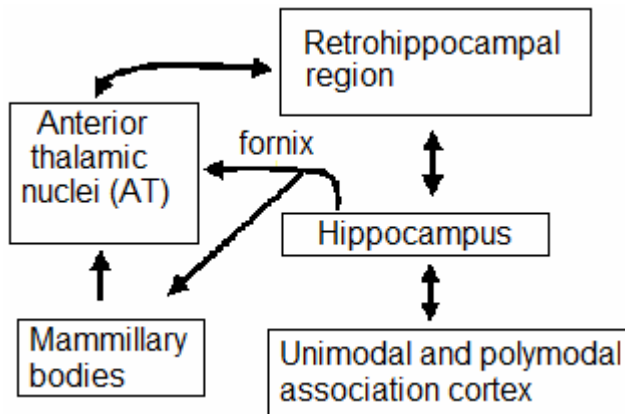 Retrohippocampal
region
Anterior
thalamic
nuclei (AT)
fornix
Hippocampus
Mammillary
bodies
Unimodal and polymodal
association cortex